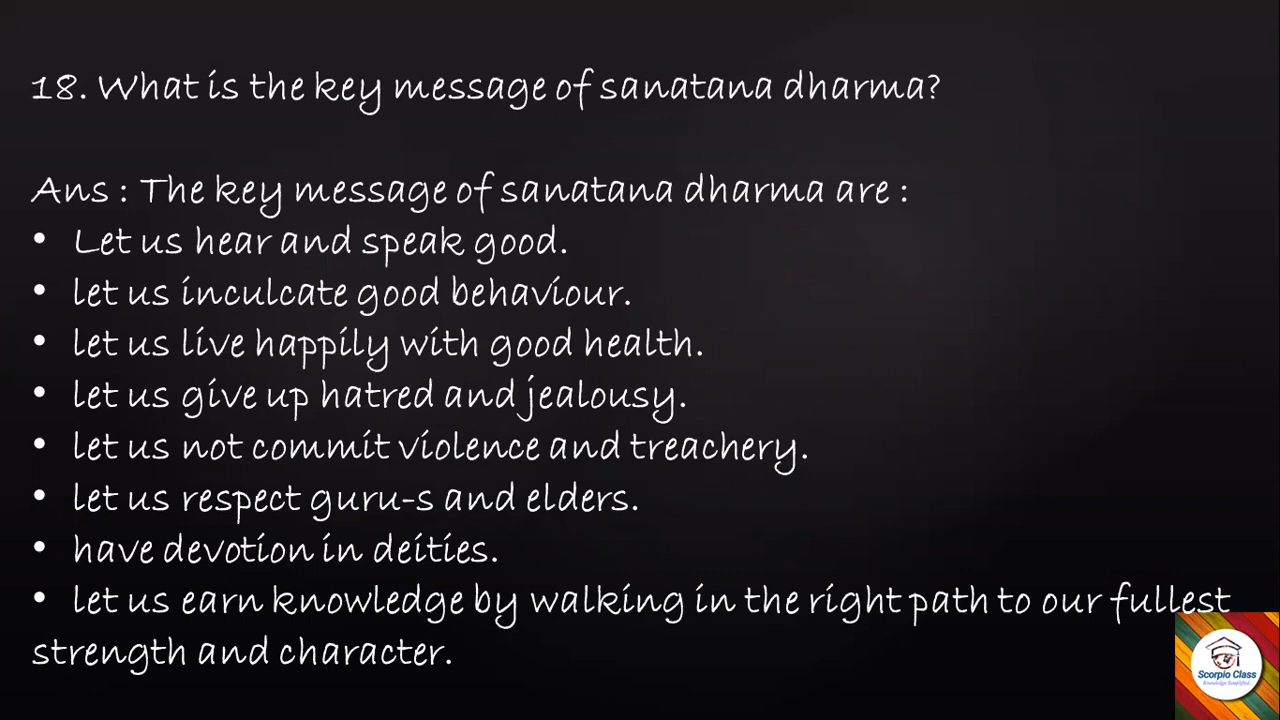 18. What is the key message of sanatana dharma?
Ans : The key message of sanatana dharma are :
• Let us hear and speak good.
• let us inculcate good behaviour.
• let us live happily with good health.
• let us give up hatred and jealousy.
• let us not commit violence and treachery.
• let us respect guru-s and elders.
• have devotion in deities.
• let us earn knowledge by walking in the right path to our fullest
strength and character.
Scorpio Class
Knowledge Simplified..